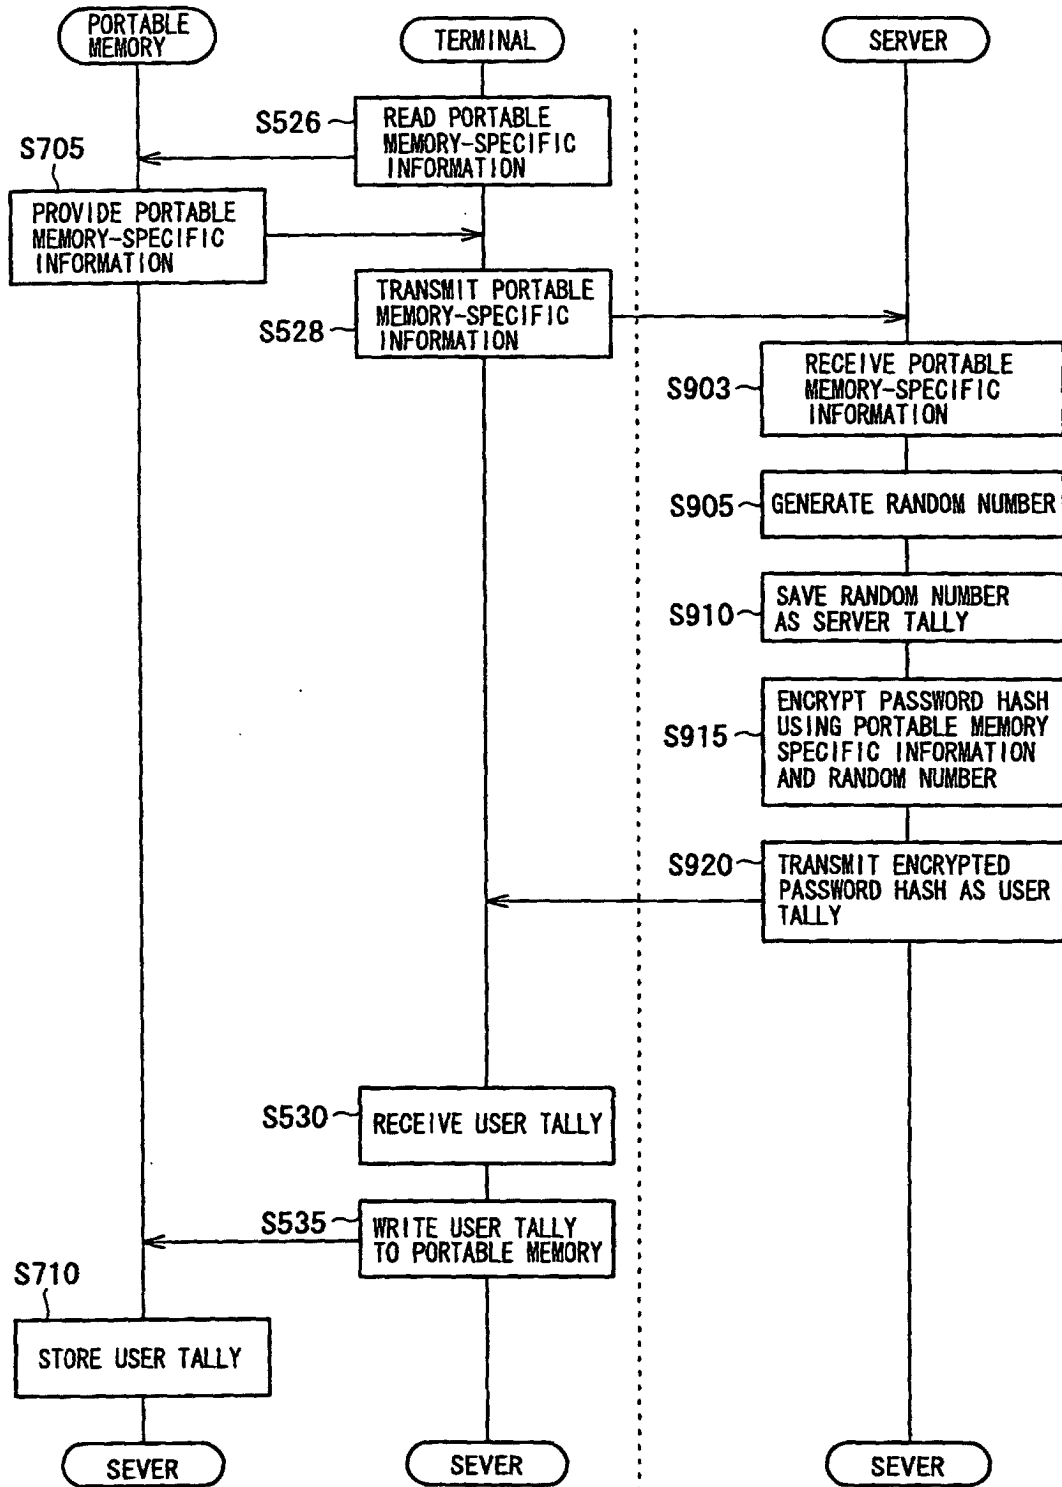 PORTABLE
MEMORY
TERMINAL
SERVER
S526
READ PORTABLE
MEMORY-SPECIFIC
INFORMATION
S705
PROVIDE PORTABLE
MEMORY-SPECIFIC
INFORMATION
S528
TRANSMIT PORTABLE
MEMORY-SPECIFIC
INFORMATION
S903
RECEIVE PORTABLE
MEMORY-SPECIFIC
INFORMATION
S905
GENERATE RANDOM NUMBER
S910
SAVE RANDOM NUMBER
AS SERVER TALLY
S915
ENCRYPT PASSWORD HASH
USING PORTABLE MEMORY
SPECIFIC INFORMATION
AND RANDOM NUMBER
S920
TRANSMIT ENCRYPTED
PASSWORD HASH AS USER
TALLY
S530
RECEIVE USER TALLY
S535
WRITE USER TALLY
TO PORTABLE MEMORY
S710
STORE USER TALLY
SEVER
SEVER
SEVER